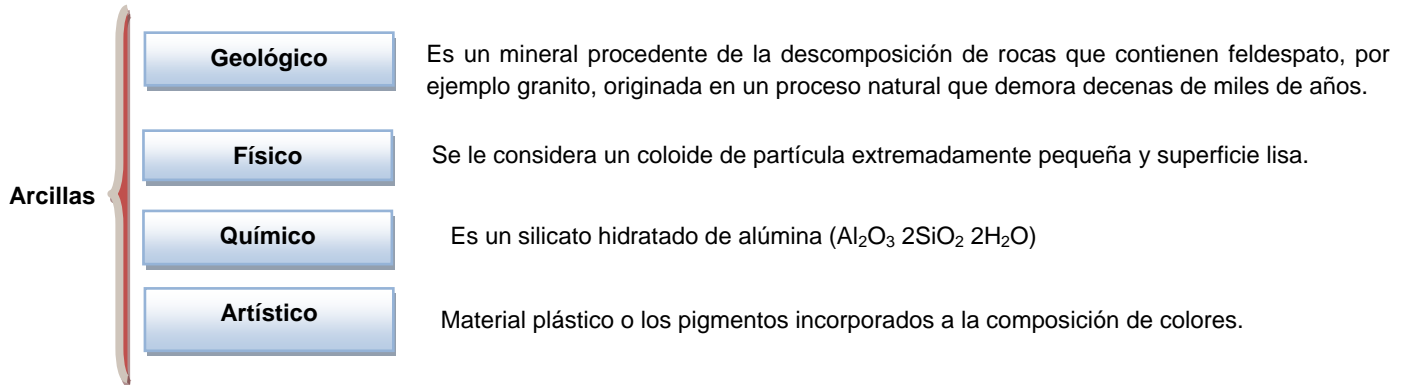 Geológico
Es un mineral procedente de la descomposición de rocas que contienen feldespato, por
ejemplo granito, originada en un proceso natural que demora decenas de miles de años.
Físico
Se le considera un coloide de partícula extremadamente pequeña y superficie lisa.
Arcillas
Químico
Es un silicato hidratado de alúmina (Al₂O₃ 2SiO₂ 2H₂O)
Artístico
Material plástico o los pigmentos incorporados a la composición de colores.